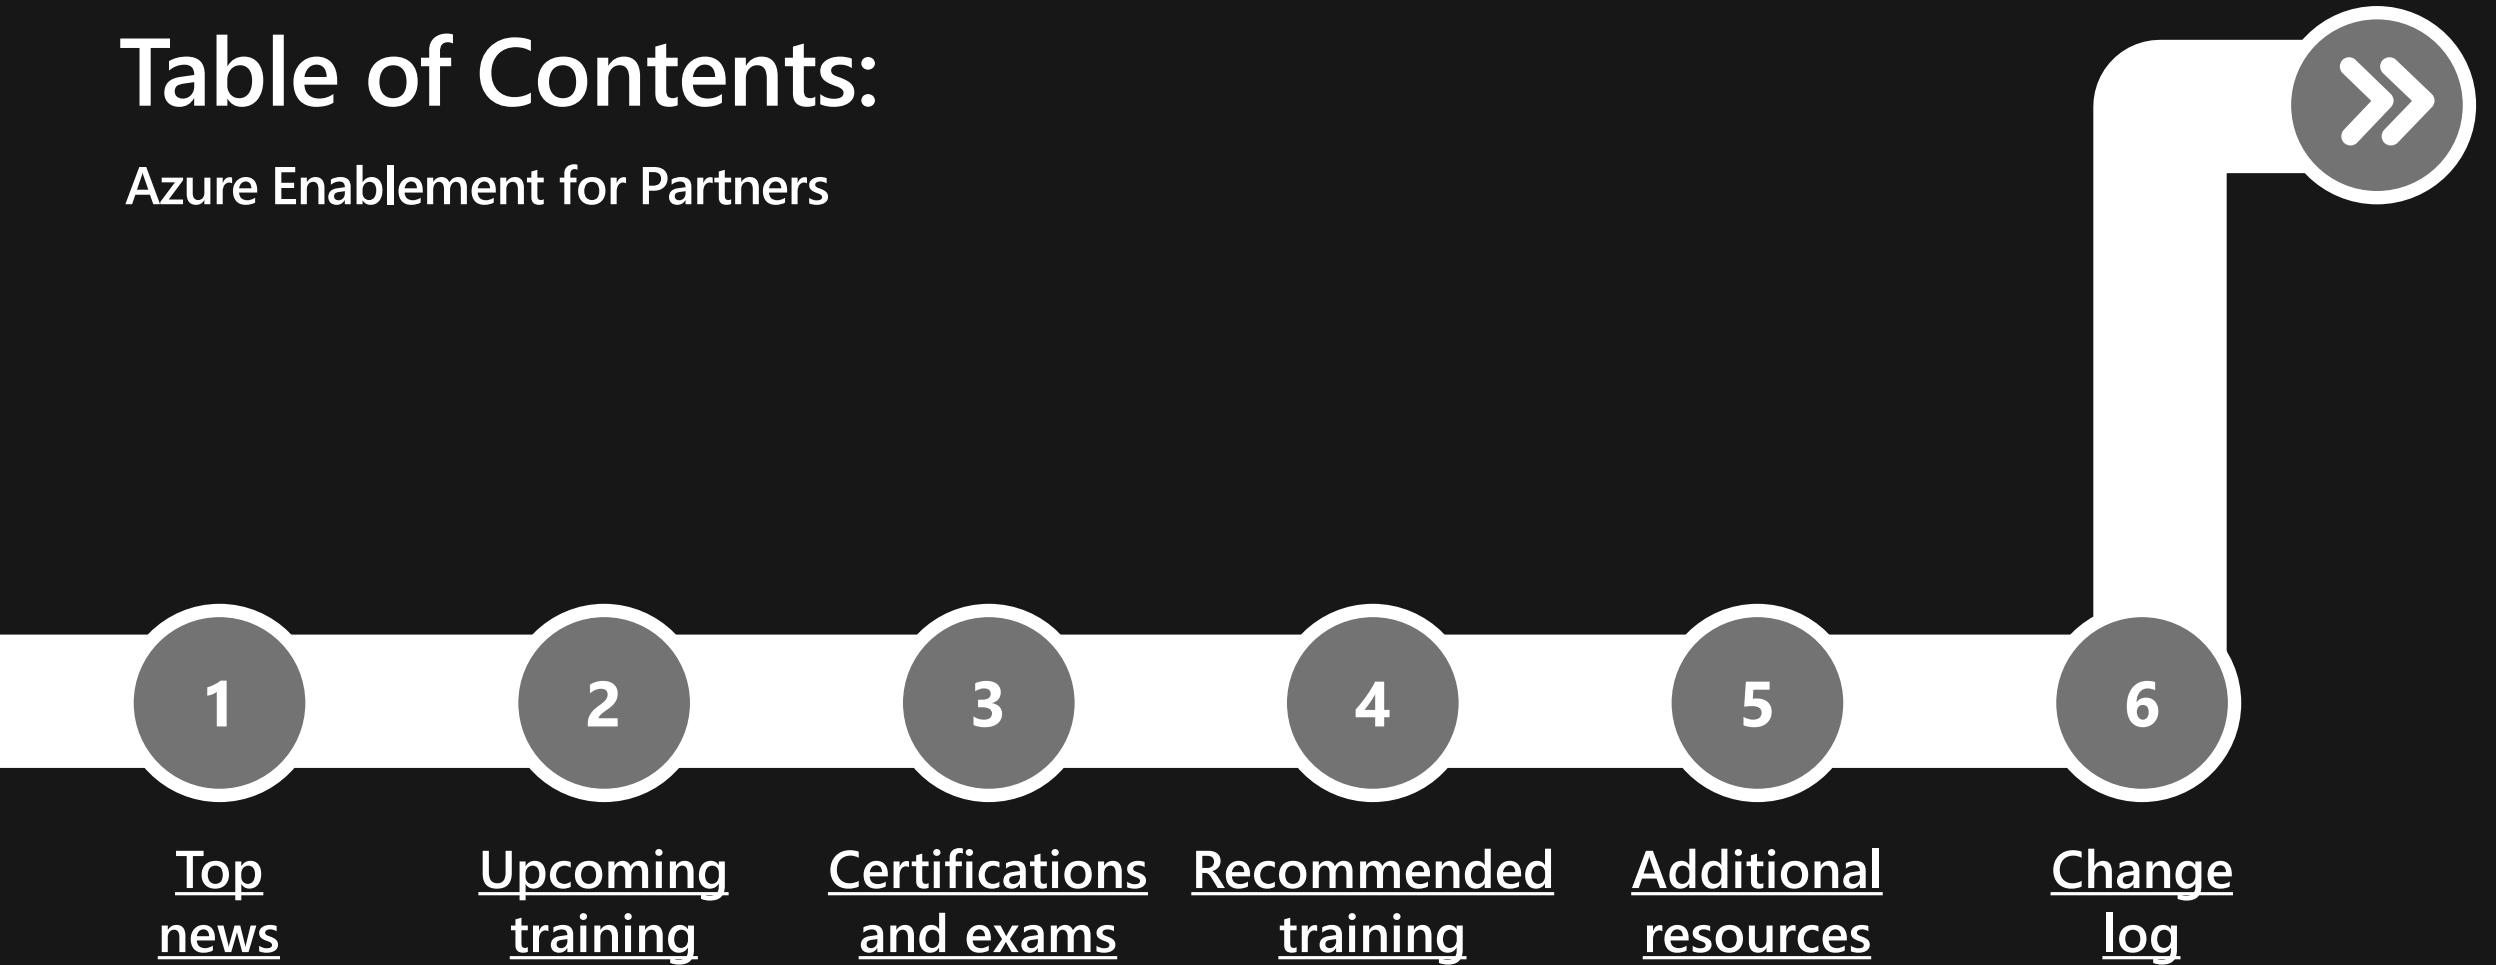 Table of Contents:
Azure Enablement for Partners
1
2
3
4
5
6
Top
news
Upcoming
training
Certifications
and exams
Recommended
training
Additional
resources
Change
log